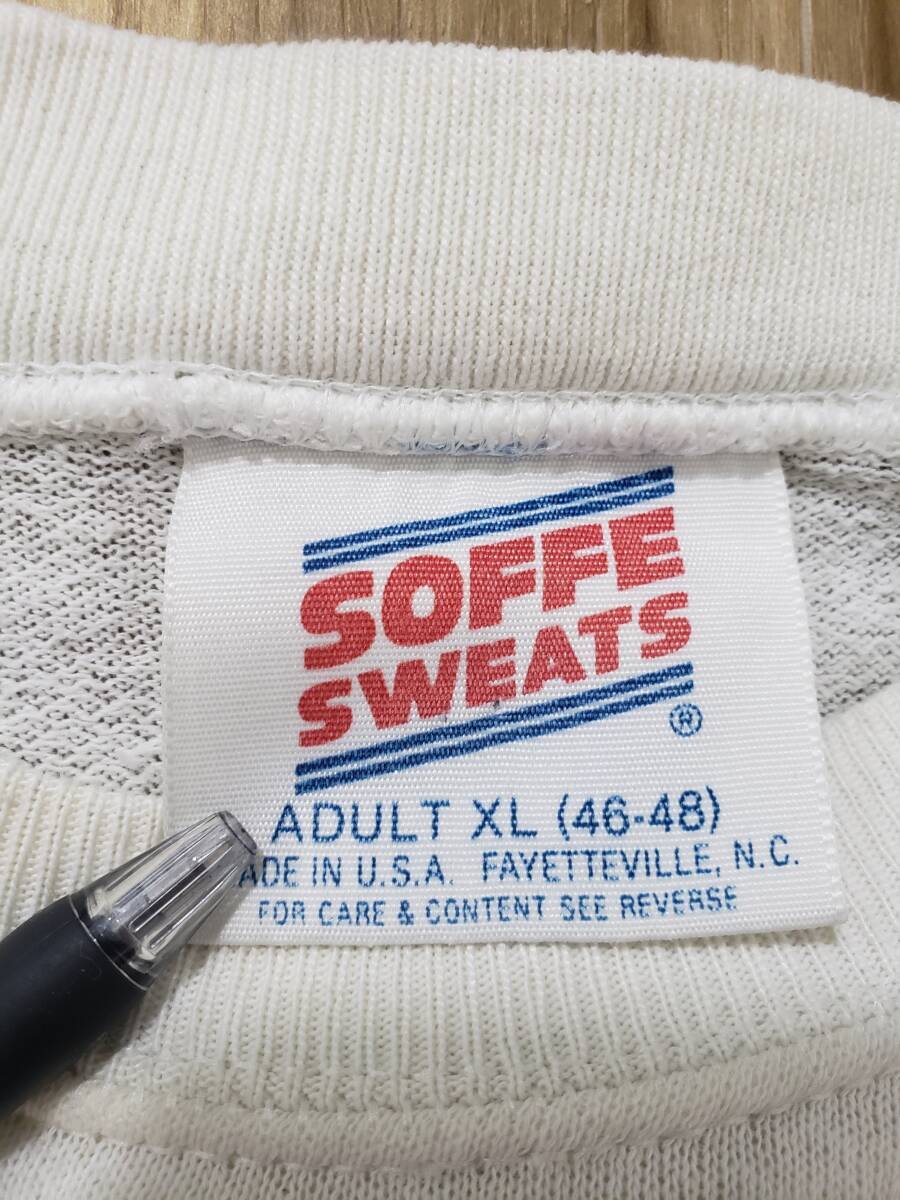 SOFFE
SWEATS
®
ADULT XL (46-48)
ADE IN U.S.A. FAYETTEVILLE, N.C.
FOR CARE & CONTENT SEE REVERSE